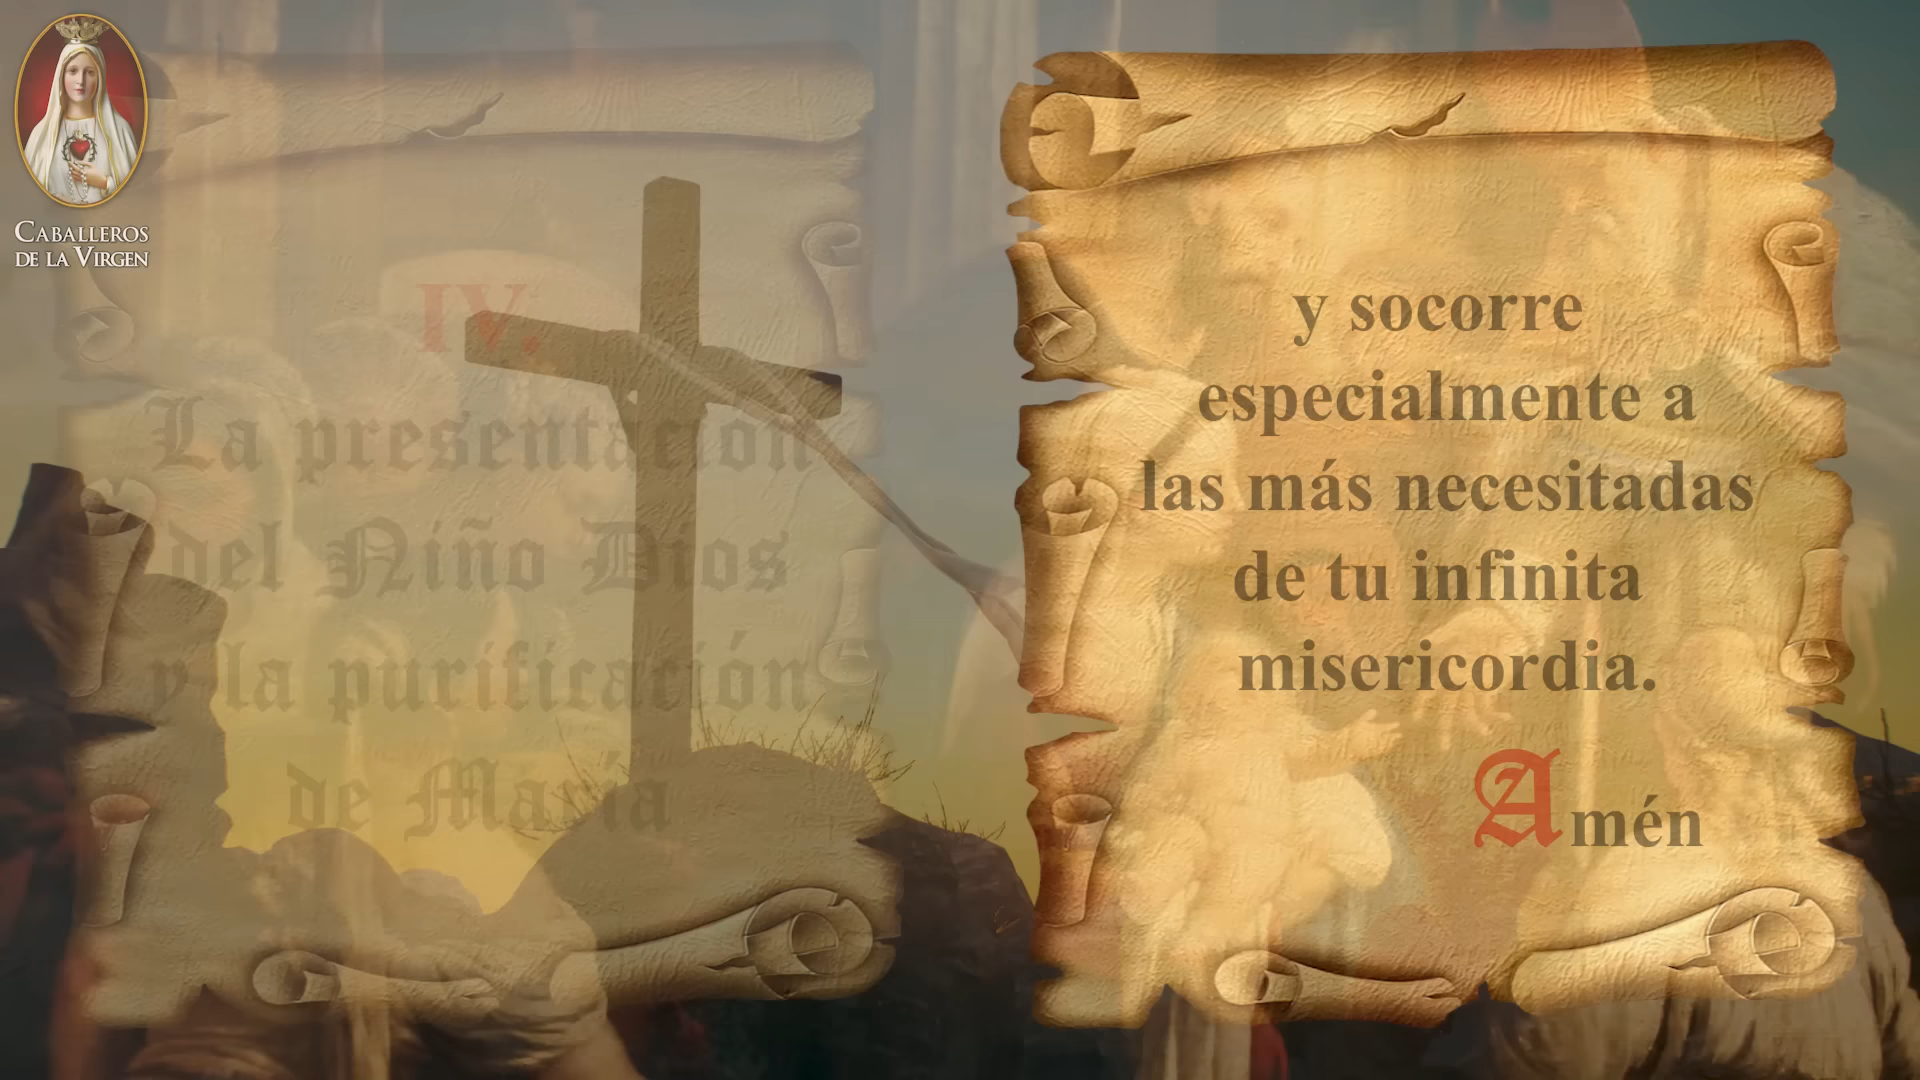 CABALLEROS
DE LA VIRGEN
IV.
La presentación
del Niño Dios
y la purificación
de María
y socorre
especialmente a
las más necesitadas
de tu infinita
misericordia.
Amén